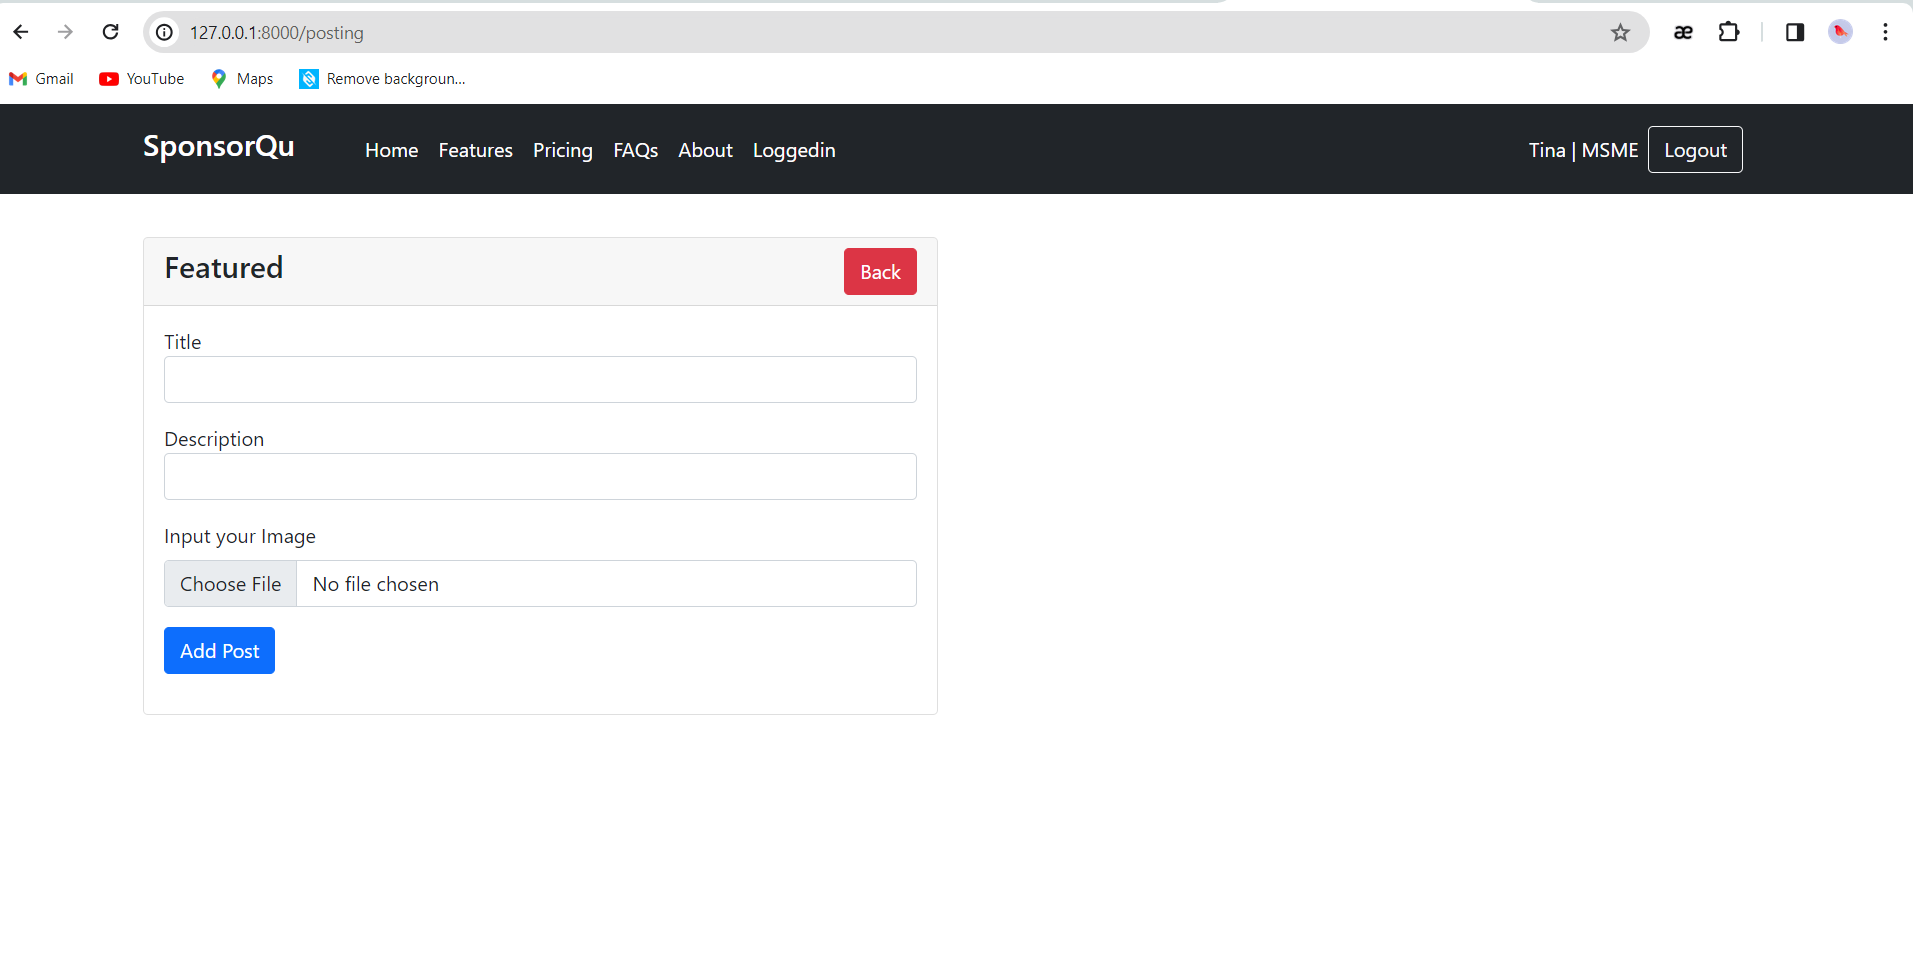 127.0.0.1:8000/posting
Gmail YouTube Maps Remove backgroun...
SponsorQu Home Features Pricing FAQs About Loggedin Tina | MSME Logout
Featured Back
Title
Description
Input your Image
Choose File No file chosen
Add Post